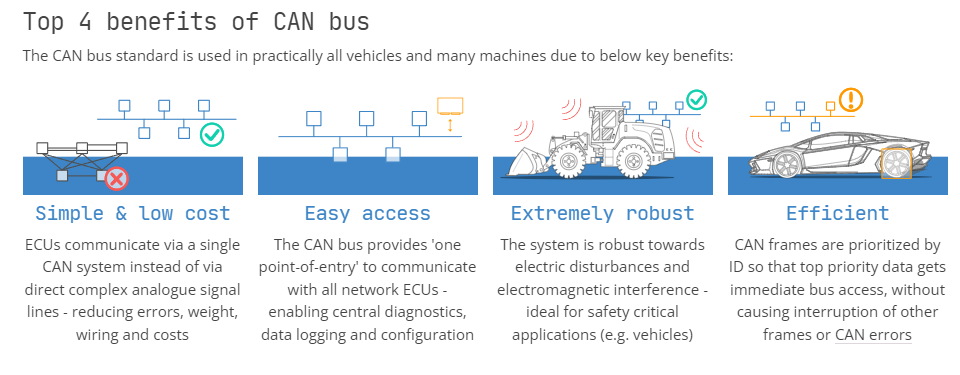 Top 4 benefits of CAN bus
The CAN bus standard is used in practically all vehicles and many machines due to below key benefits:
Simple & low cost
ECUs communicate via a single
CAN system instead of via
direct complex analogue signal
lines - reducing errors, weight,
wiring and costs
Easy access
The CAN bus provides 'one
point-of-entry' to communicate
with all network ECUs -
enabling central diagnostics,
data logging and configuration
Extremely robust
The system is robust towards
electric disturbances and
electromagnetic interference -
ideal for safety critical
applications (e.g. vehicles)
Efficient
CAN frames are prioritized by
ID so that top priority data gets
immediate bus access, without
causing interruption of other
frames or CAN errors